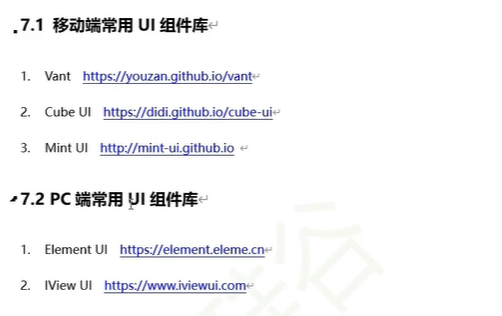 7.1 移动端常用 UI 组件库
1. Vant https://youzan.github.io/vant
2. Cube UI https://didi.github.io/cube-ui
3. Mint UI http://mint-ui.github.io
7.2 PC 端常用 UI 组件库
1. Element UI https://element.eleme.cn
2. IView UI https://www.iviewui.com